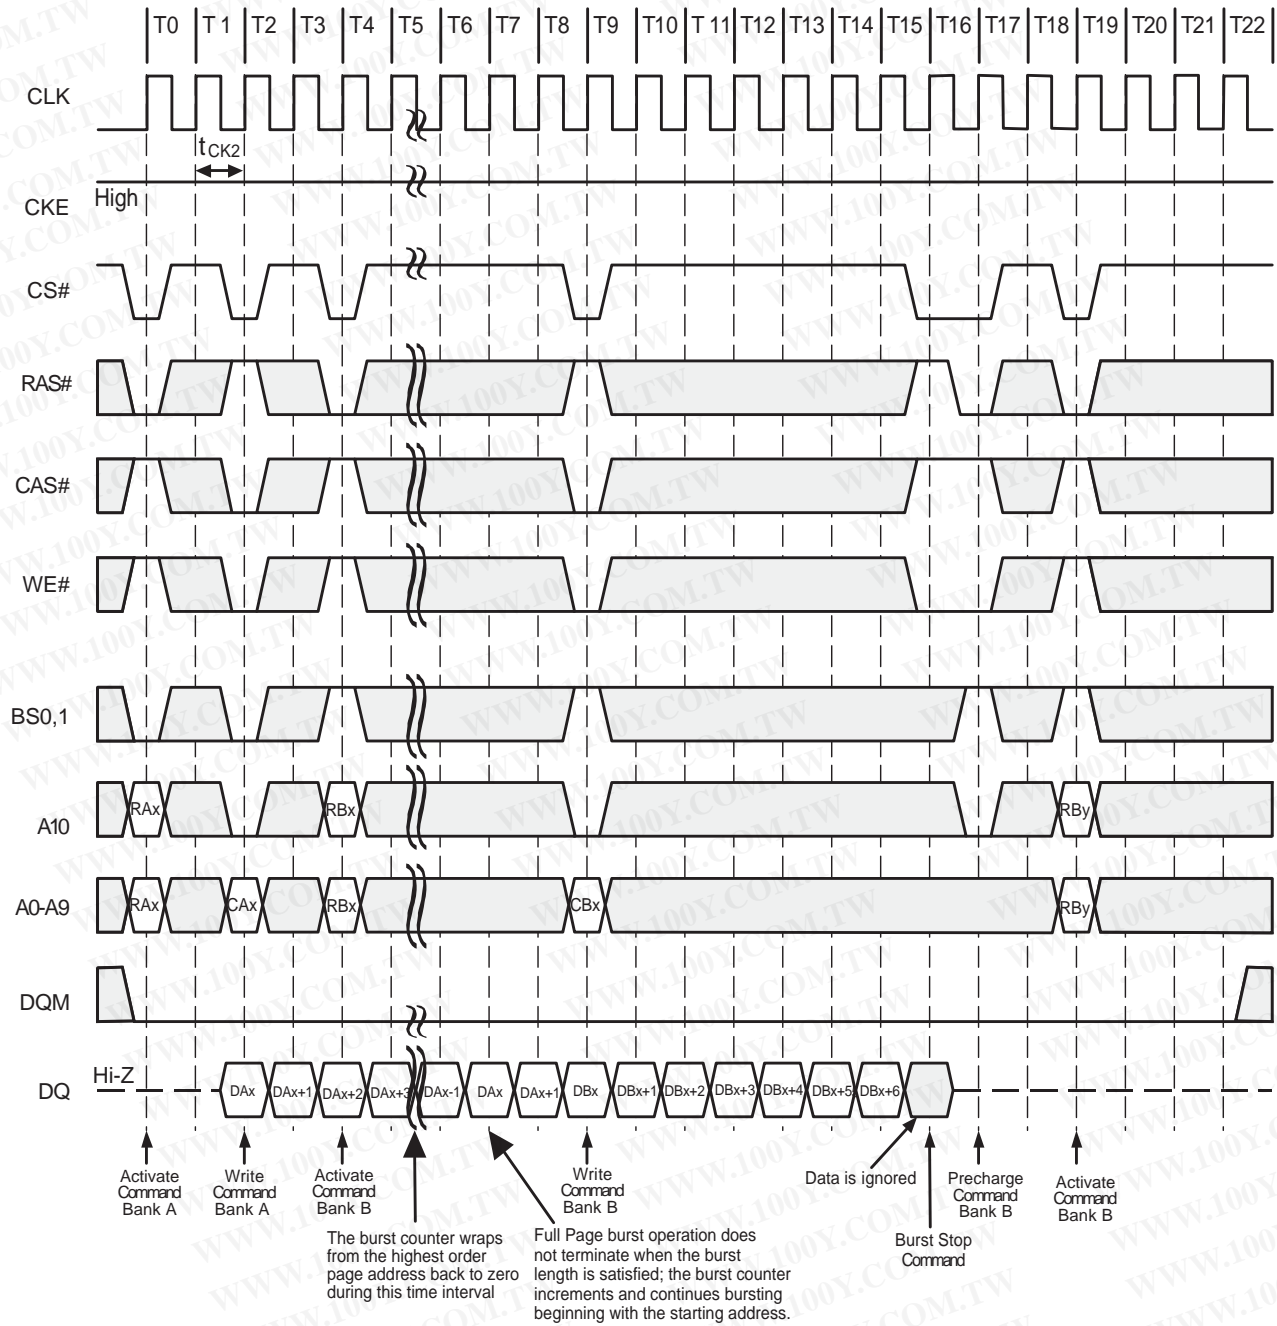 T0 T 1 T2 T3 T4 T5 T6 T7 T8 T9 T10 T 11 T12 T13 T14 T15 T16 T17 T18 T19 T20 T21 T22
CLK
tCK2
High
CKE
CS#
RAS#
CAS#
WE#
BS0,1
RAx RBx RBy
A10
RAx CAx RBx CBx RBy
A0-A9
DQM
Hi-Z
DQ
DAx DAx+1 DAx+2 DAx+3 DAx-1 DAx DAx+1 DBx DBx+1 DBx+2 DBx+3 DBx+4 DBx+5 DBx+6
Activate
Command
Bank A
Write
Command
Bank A
Activate
Command
Bank B
The burst counter wraps
from the highest order
page address back to zero
during this time interval
Full Page burst operation does
not terminate when the burst
length is satisfied; the burst counter
increments and continues bursting
beginning with the starting address.
Write
Command
Bank B
Data is ignored
Burst Stop
Command
Precharge
Command
Bank B
Activate
Command
Bank B
WWW.100Y.COM.TW